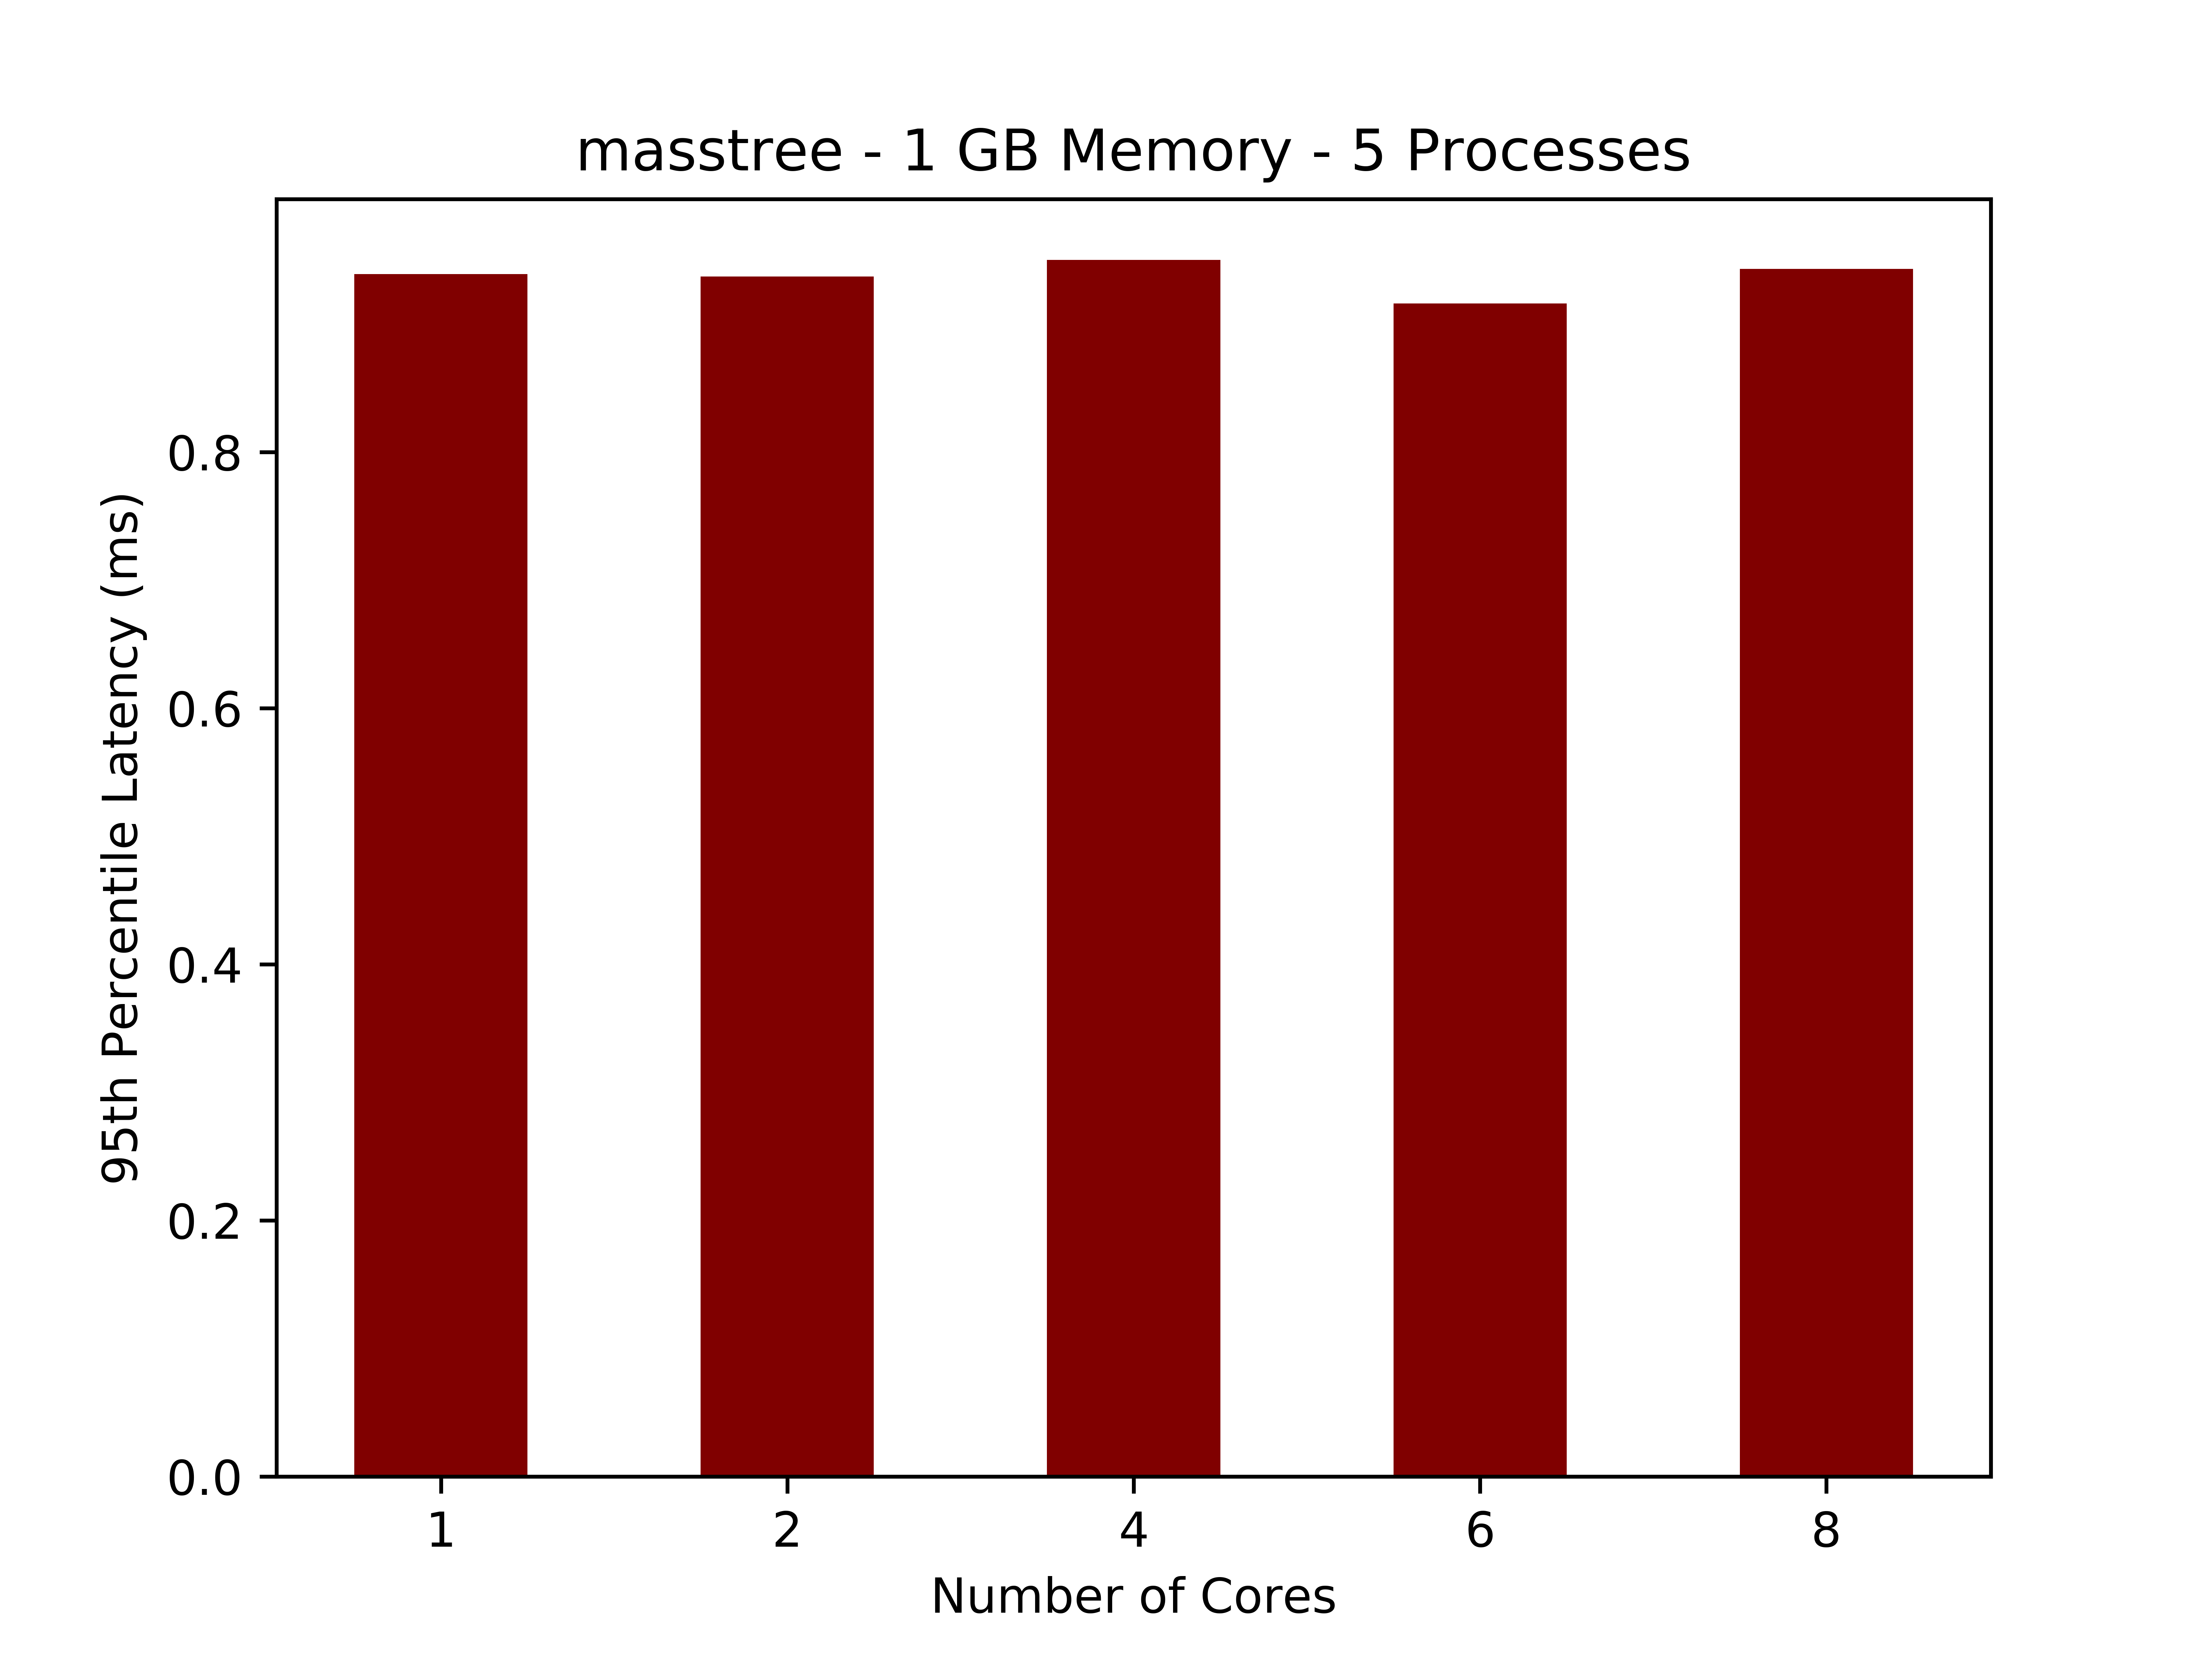 masstree - 1 GB Memory - 5 Processes
95th Percentile Latency (ms)
0.8
0.6
0.4
0.2
0.0
1 2 4 6 8
Number of Cores